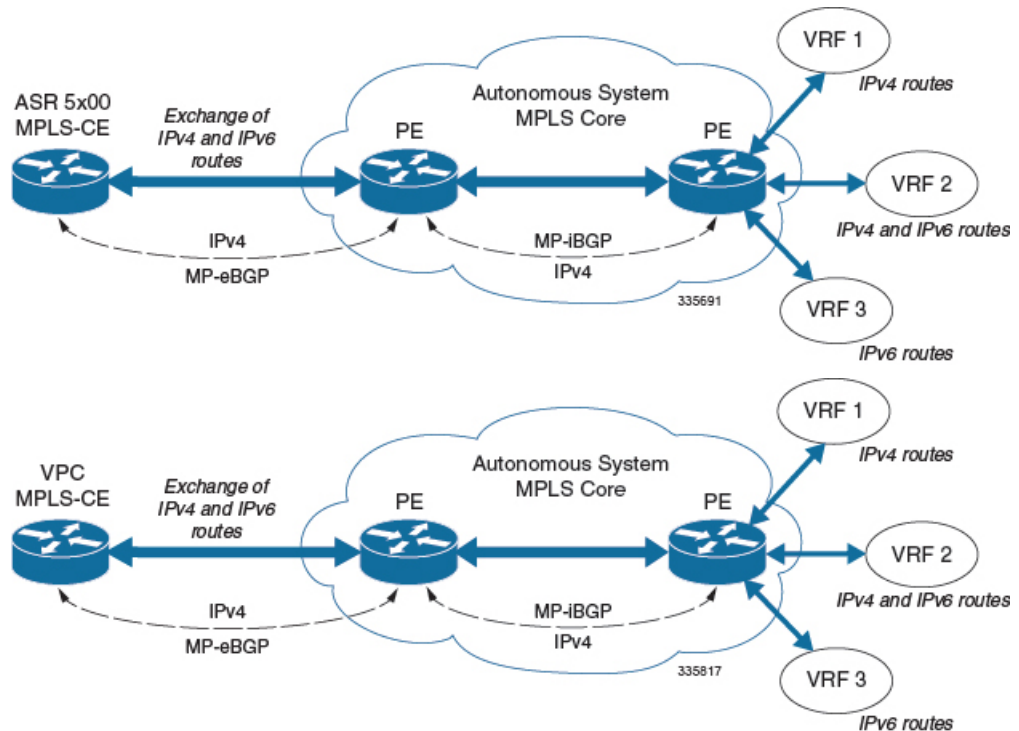 VRF 1
IPv4 routes
ASR 5x00
MPLS-CE
Exchange of
IPv4 and IPv6
routes
Autonomous System
MPLS Core
PE
PE
VRF 2
IPv4 and IPv6 routes
IPv4
MP-eBGP
MP-iBGP
IPv4
335691
VRF 3
IPv6 routes
VRF 1
IPv4 routes
VPC
MPLS-CE
Exchange of
IPv4 and IPv6
routes
Autonomous System
MPLS Core
PE
PE
VRF 2
IPv4 and IPv6 routes
IPv4
MP-eBGP
MP-iBGP
IPv4
335817
VRF 3
IPv6 routes